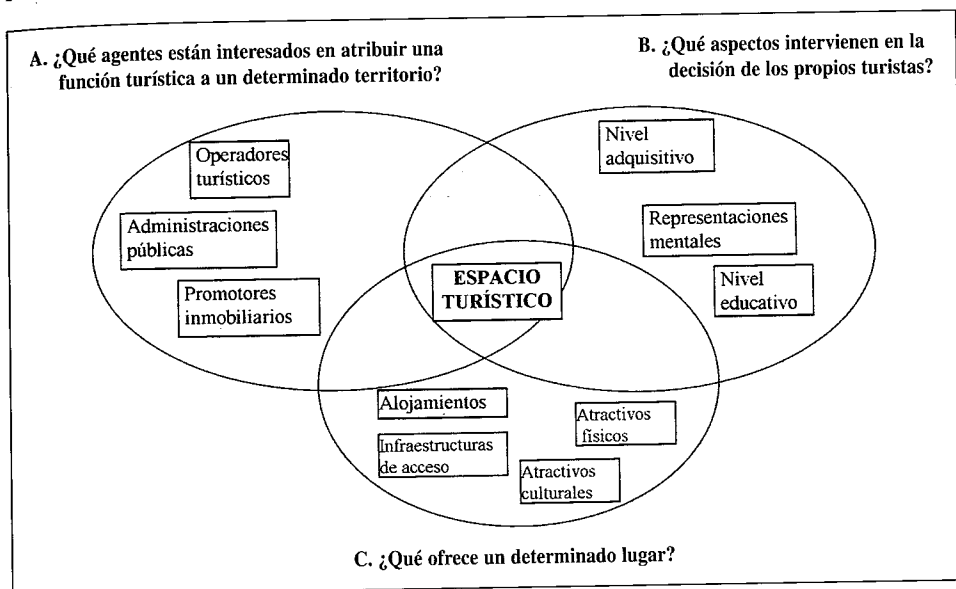 A. ¿Qué agentes están interesados en atribuir una
función turística a un determinado territorio?
B. ¿Qué aspectos intervienen en la
decisión de los propios turistas?
Operadores
turísticos
Administraciones
públicas
Promotores
inmobiliarios
Nivel
adquisitivo
Representaciones
mentales
Nivel
educativo
ESPACIO
TURÍSTICO
Alojamientos
Infraestructuras
de acceso
Atractivos
físicos
Atractivos
culturales
C. ¿Qué ofrece un determinado lugar?